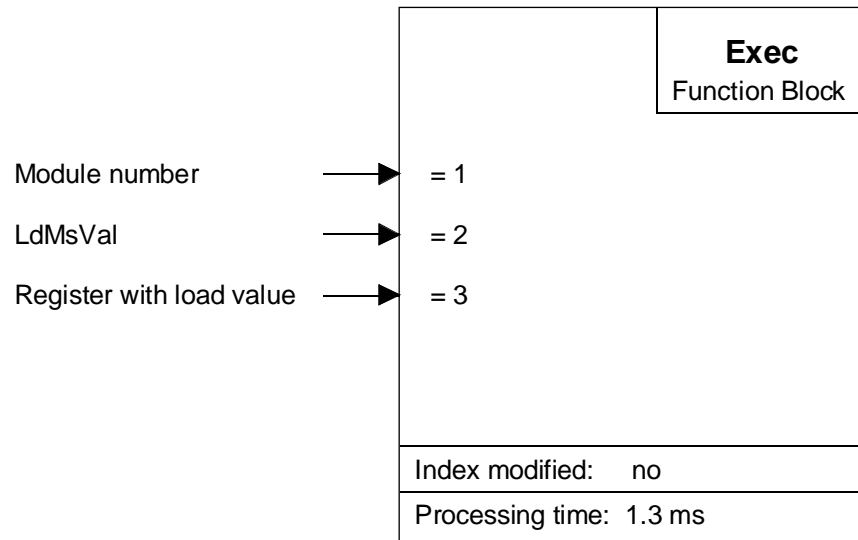 Exec
Function Block
Module number = 1
LdMsVal = 2
Register with load value = 3
Index modified: no
Processing time: 1.3 ms